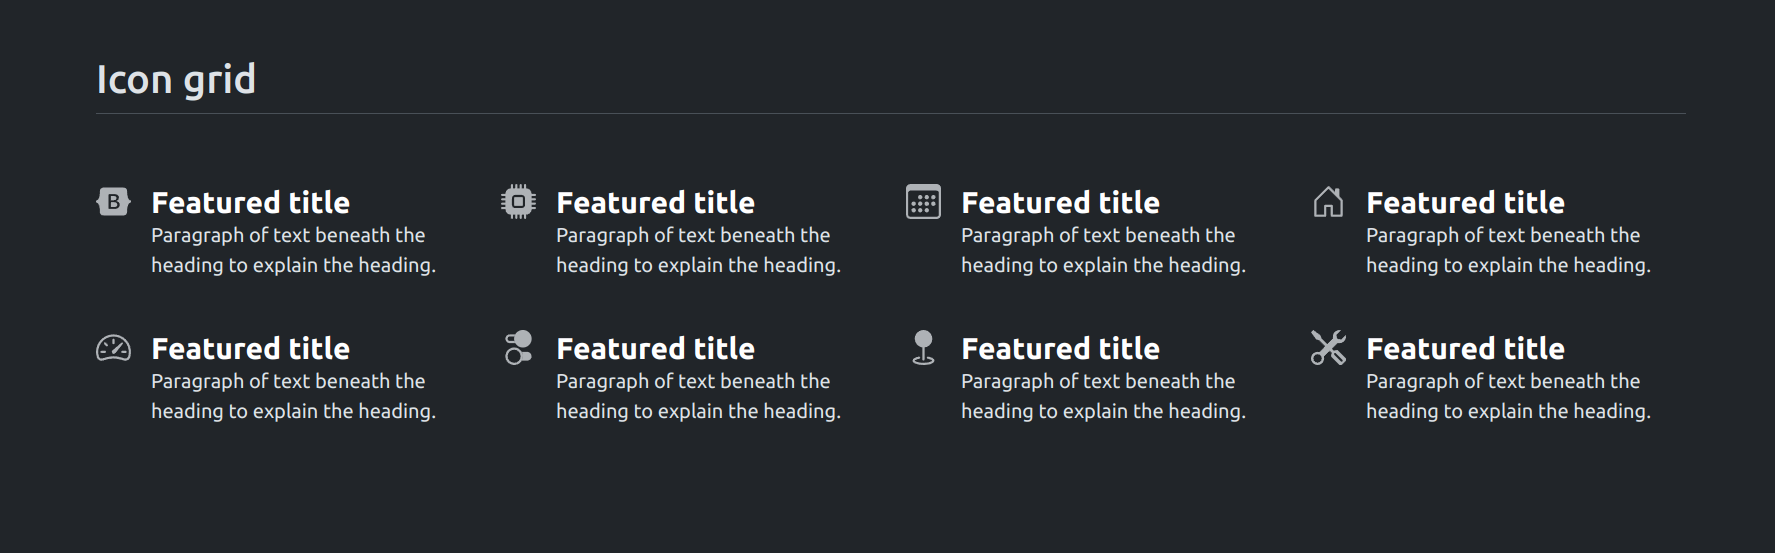 Icon grid
B
Featured title
Paragraph of text beneath the
heading to explain the heading.
Featured title
Paragraph of text beneath the
heading to explain the heading.
Featured title
Paragraph of text beneath the
heading to explain the heading.
Featured title
Paragraph of text beneath the
heading to explain the heading.
Featured title
Paragraph of text beneath the
heading to explain the heading.
Featured title
Paragraph of text beneath the
heading to explain the heading.
Featured title
Paragraph of text beneath the
heading to explain the heading.
Featured title
Paragraph of text beneath the
heading to explain the heading.